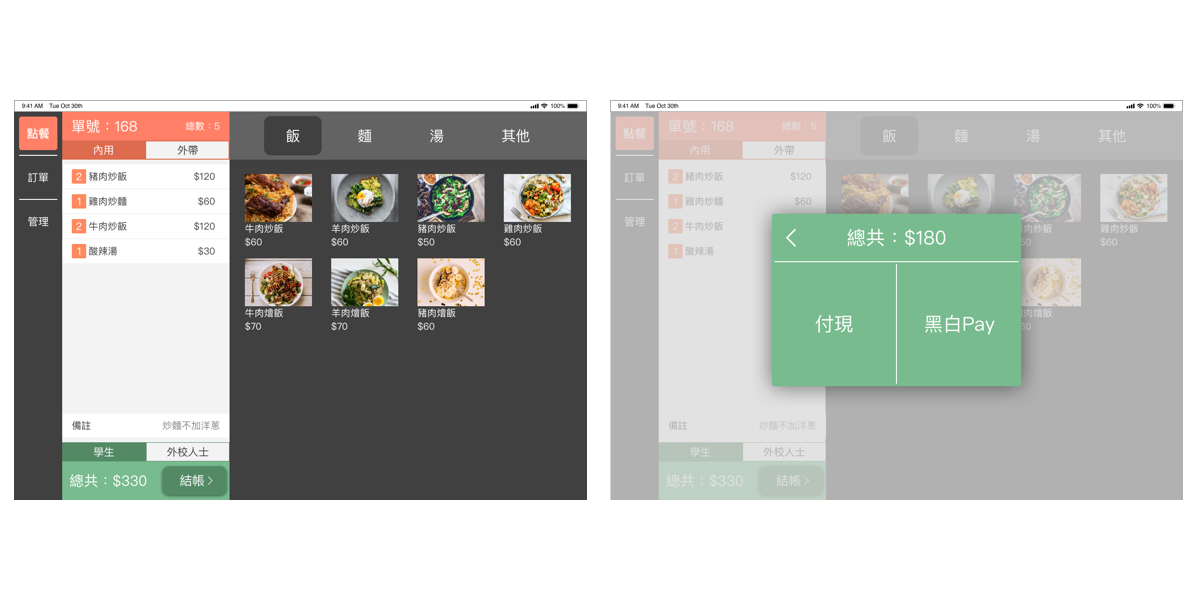 9:41 AM Tue Oct 30th 100%
點餐
訂單
管理
單號：168 總數：5
內用 外帶
2 豬肉炒飯 $120
1 雞肉炒麵 $60
2 牛肉炒飯 $120
1 酸辣湯 $30
備註 炒麵不加洋蔥
學生 外校人士
總共：$330 結帳
飯 麵 湯 其他
牛肉炒飯 羊肉炒飯 豬肉炒飯 雞肉炒飯
$60 $60 $50 $60
牛肉燴飯 羊肉燴飯 豬肉燴飯
$70 $70 $60
9:41 AM Tue Oct 30th 100%
點餐
訂單
管理
單號：168 總數：5
內用 外帶
2 豬肉炒飯 $120
1 雞肉炒麵 $60
2 牛肉炒飯
1 酸辣湯
備註 炒麵不加洋蔥
學生 外校人士
總共：$330 結帳
飯 麵 湯 其他
肉炒飯 雞肉炒飯
50 $60
肉燴飯
60
總共：$180
付現 黑白Pay